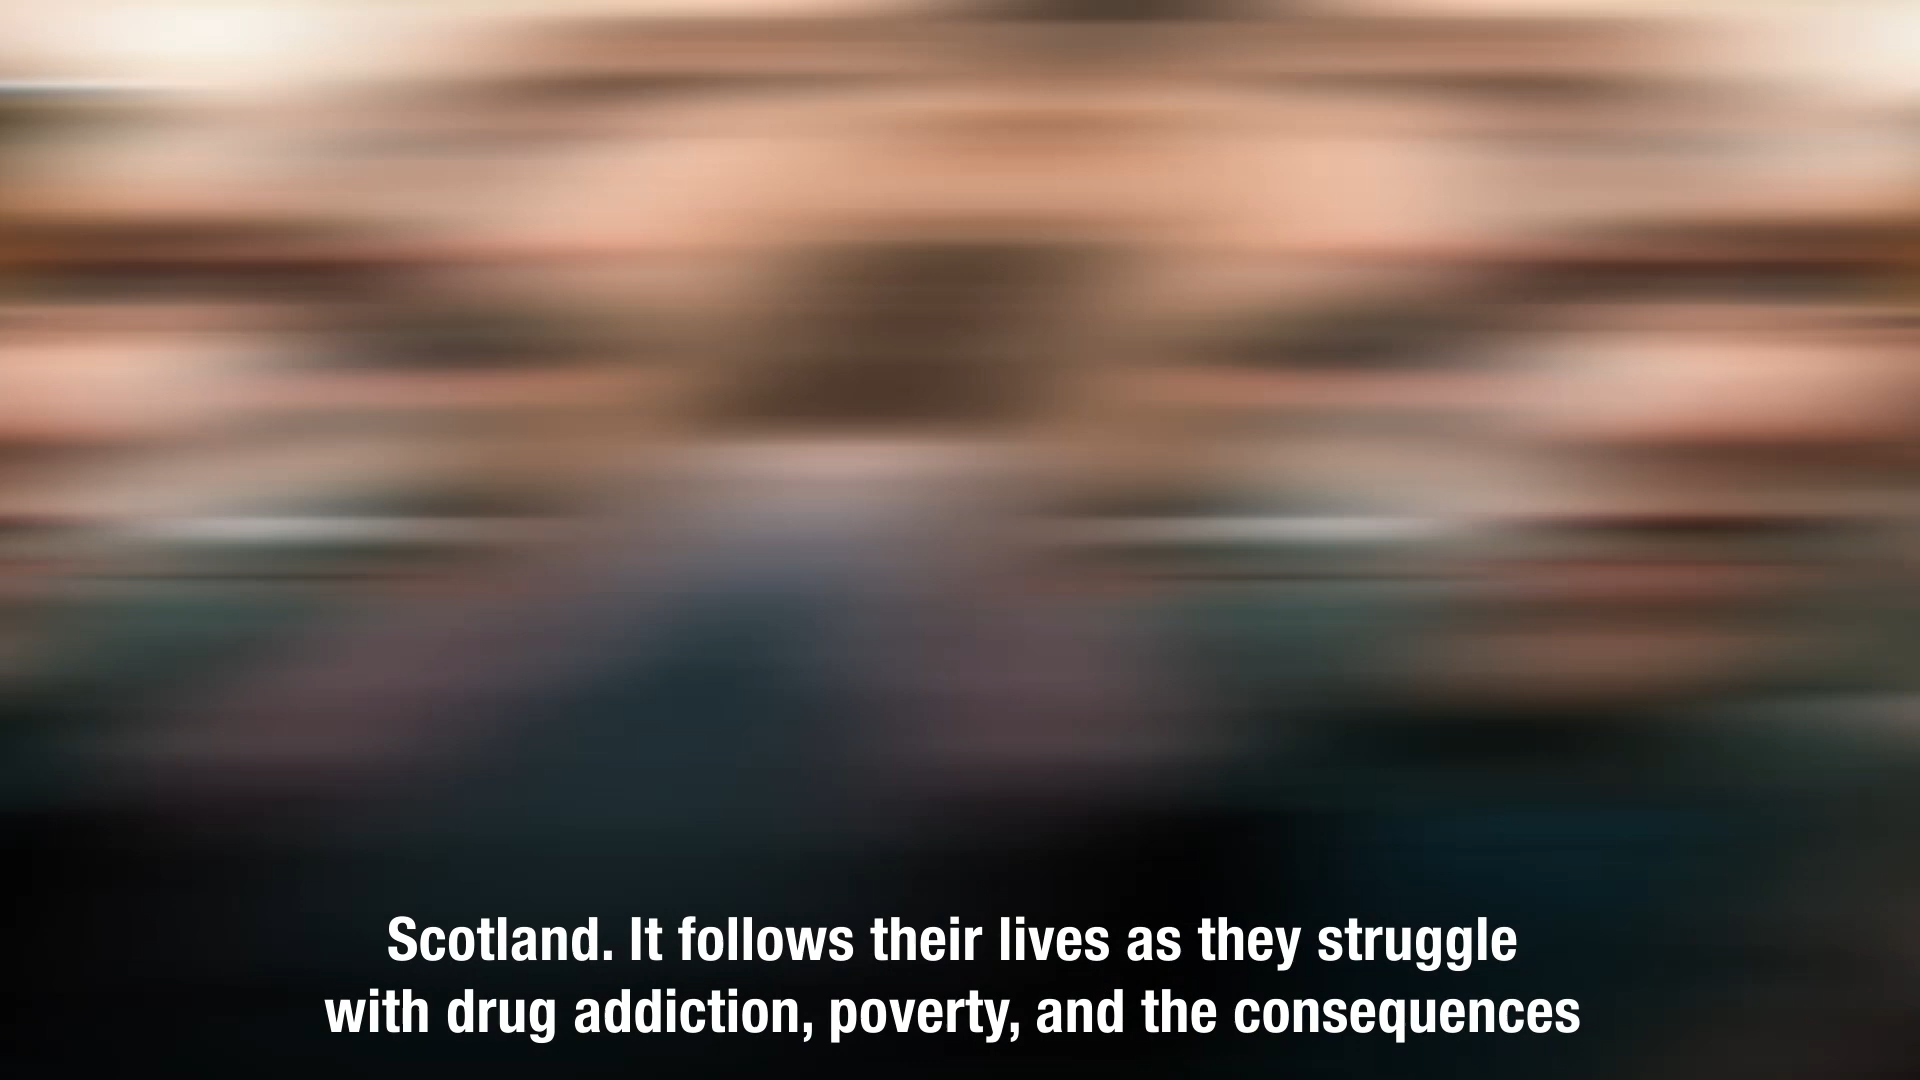 Scotland. It follows their lives as they struggle
with drug addiction, poverty, and the consequences